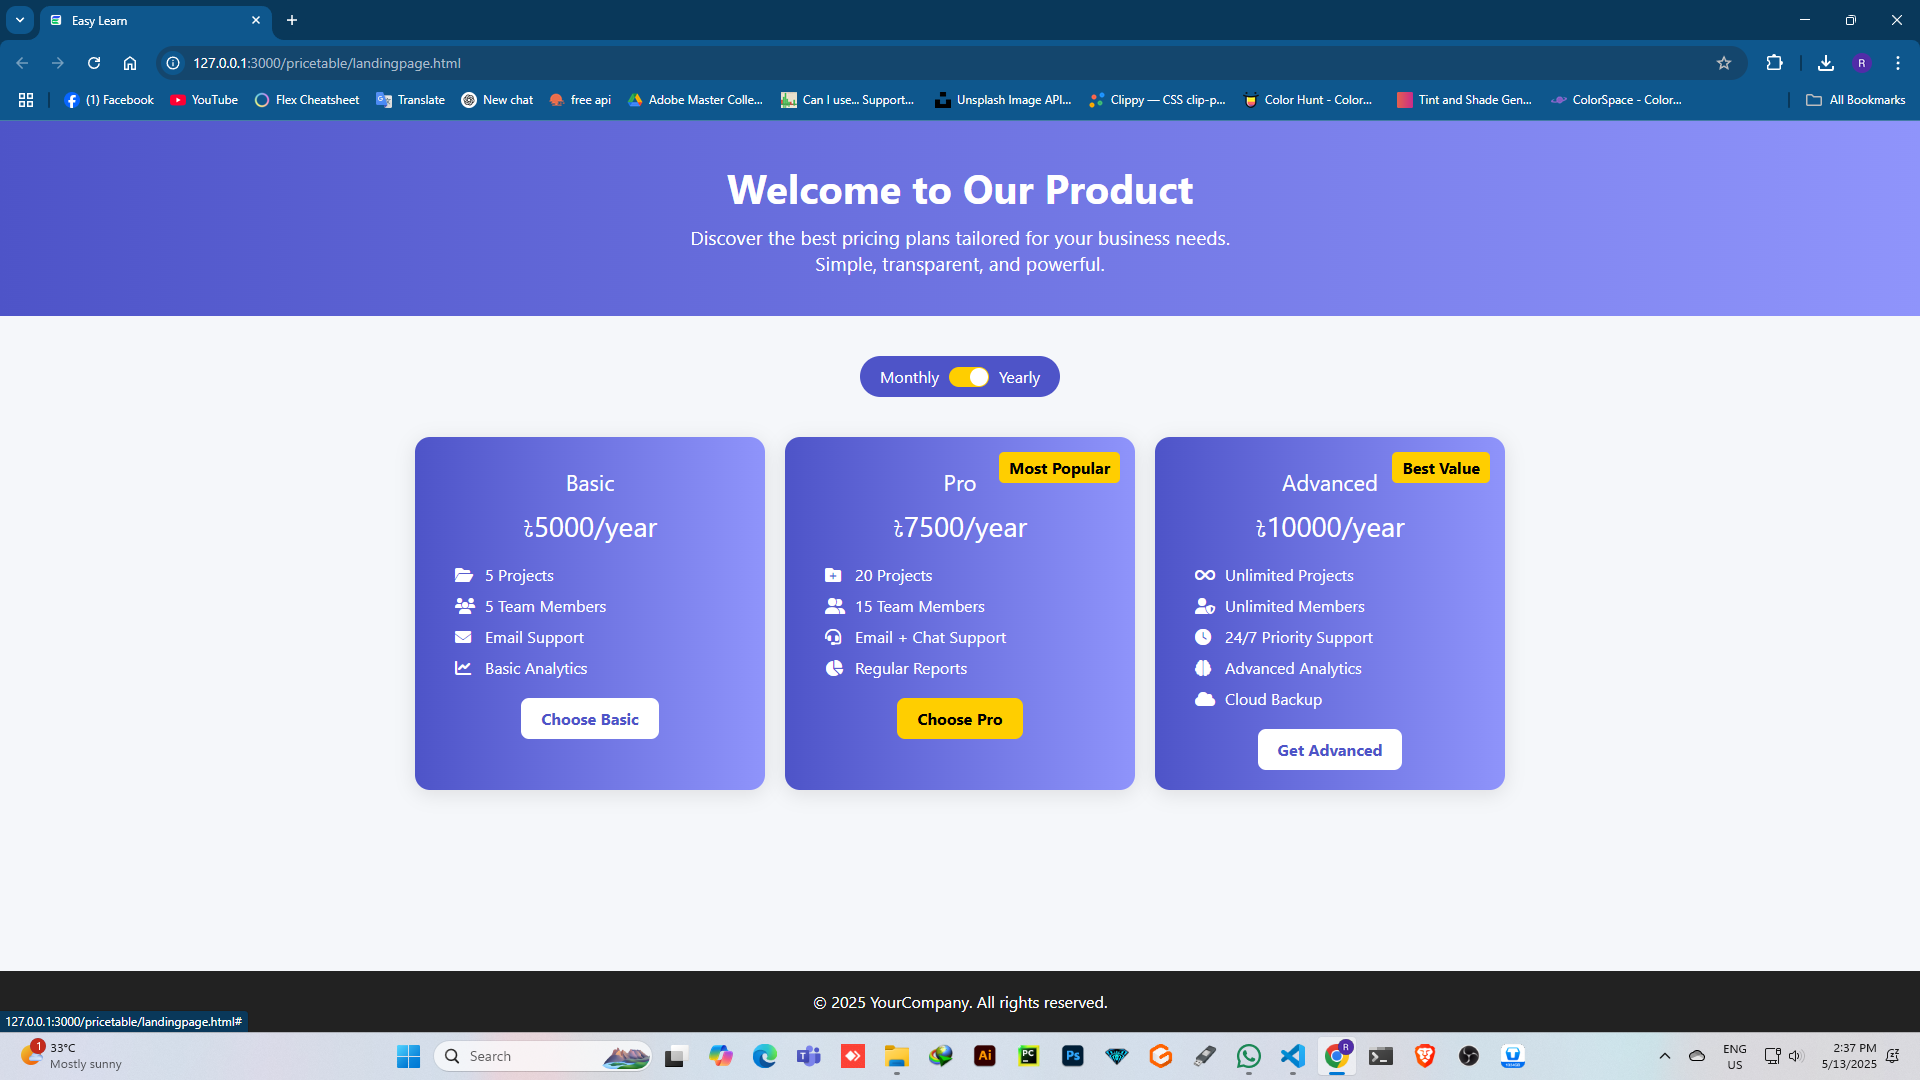 Easy Learn
127.0.0.1:3000/pricetable/landingpage.html
R
(1) Facebook
YouTube
Flex Cheatsheet
Translate
New chat
free api
Adobe Master Colle...
Can I use... Support...
Unsplash Image API...
Clippy — CSS clip-p...
Color Hunt - Color...
Tint and Shade Gen...
ColorSpace - Color...
All Bookmarks
Welcome to Our Product
Discover the best pricing plans tailored for your business needs.
Simple, transparent, and powerful.
Monthly
Yearly
Basic
৳5000/year
5 Projects
5 Team Members
Email Support
Basic Analytics
Choose Basic
Most Popular
Pro
৳7500/year
20 Projects
15 Team Members
Email + Chat Support
Regular Reports
Choose Pro
Best Value
Advanced
৳10000/year
Unlimited Projects
Unlimited Members
24/7 Priority Support
Advanced Analytics
Cloud Backup
Get Advanced
© 2025 YourCompany. All rights reserved.
127.0.0.1:3000/pricetable/landingpage.html#
1
33°C
Mostly sunny
Search
Ai
PC
Ps
R
ENG
US
2:37 PM
5/13/2025